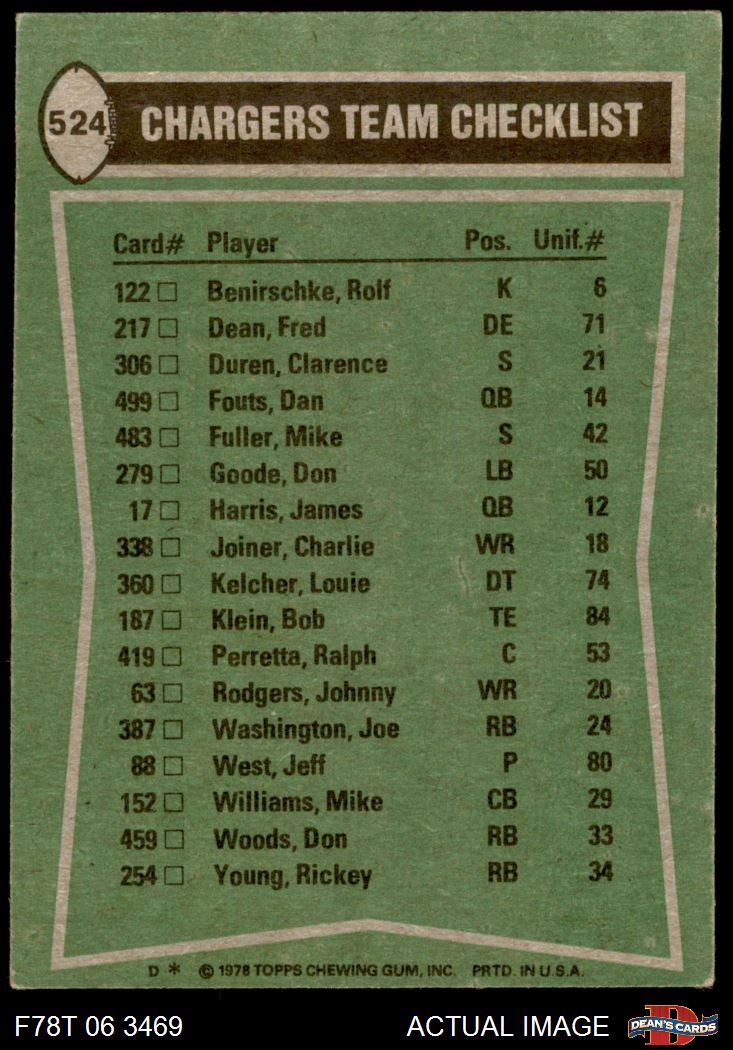 524 CHARGERS TEAM CHECKLIST
Card# Player Pos. Unif.#
122 □ Benirschke, Rolf K 6
217 □ Dean, Fred DE 71
306 □ Duren, Clarence S 21
499 □ Fouts, Dan QB 14
483 □ Fuller, Mike S 42
279 □ Goode, Don LB 50
17 □ Harris, James QB 12
338 □ Joiner, Charlie WR 18
360 □ Kelcher, Louie DT 74
187 □ Klein, Bob TE 84
419 □ Perretta, Ralph C 53
63 □ Rodgers, Johnny WR 20
387 □ Washington, Joe RB 24
88 □ West, Jeff P 80
152 □ Williams, Mike CB 29
459 □ Woods, Don RB 33
254 □ Young, Rickey RB 34
D * © 1978 TOPPS CHEWING GUM, INC. PRTD. IN U.S.A.
F78T 06 3469 ACTUAL IMAGE DEAN'S CARDS